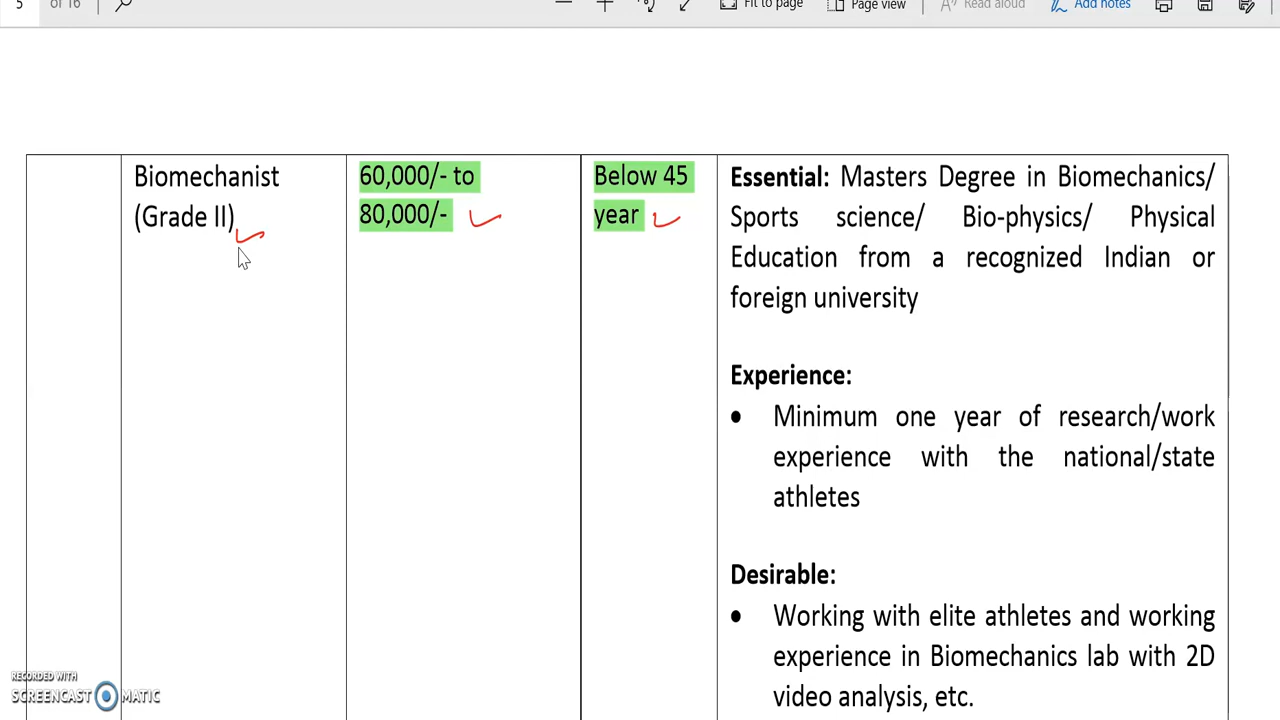 5 of 16 Fit to page Page view Read aloud Add notes
Biomechanist
(Grade II)
60,000/- to
80,000/-
Below 45
year
Essential: Masters Degree in Biomechanics/
Sports science/ Bio-physics/ Physical
Education from a recognized Indian or
foreign university
Experience:
• Minimum one year of research/work
experience with the national/state
athletes
Desirable:
• Working with elite athletes and working
experience in Biomechanics lab with 2D
video analysis, etc.
RECORDED WITH
SCREENCAST MATIC